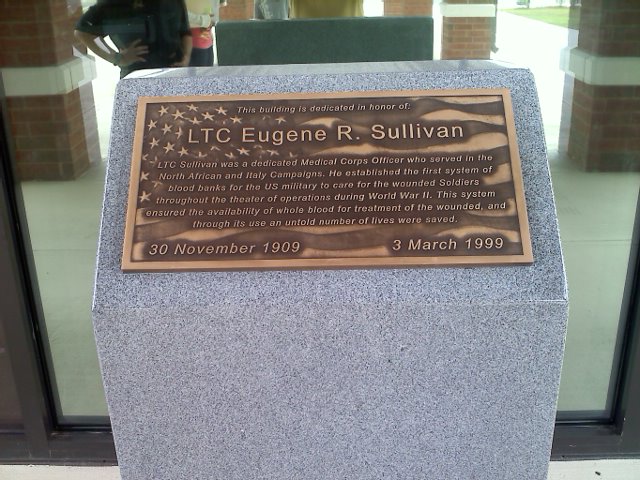 This building is dedicated in honor of:
LTC Eugene R. Sullivan
LTC Sullivan was a dedicated Medical Corps Officer who served in the
North African and Italy Campaigns. He established the first system of
blood banks for the US military to care for the wounded Soldiers
throughout the theater of operations during World War II. This system
ensured the availability of whole blood for treatment of the wounded, and
through its use an untold number of lives were saved.
30 November 1909 3 March 1999